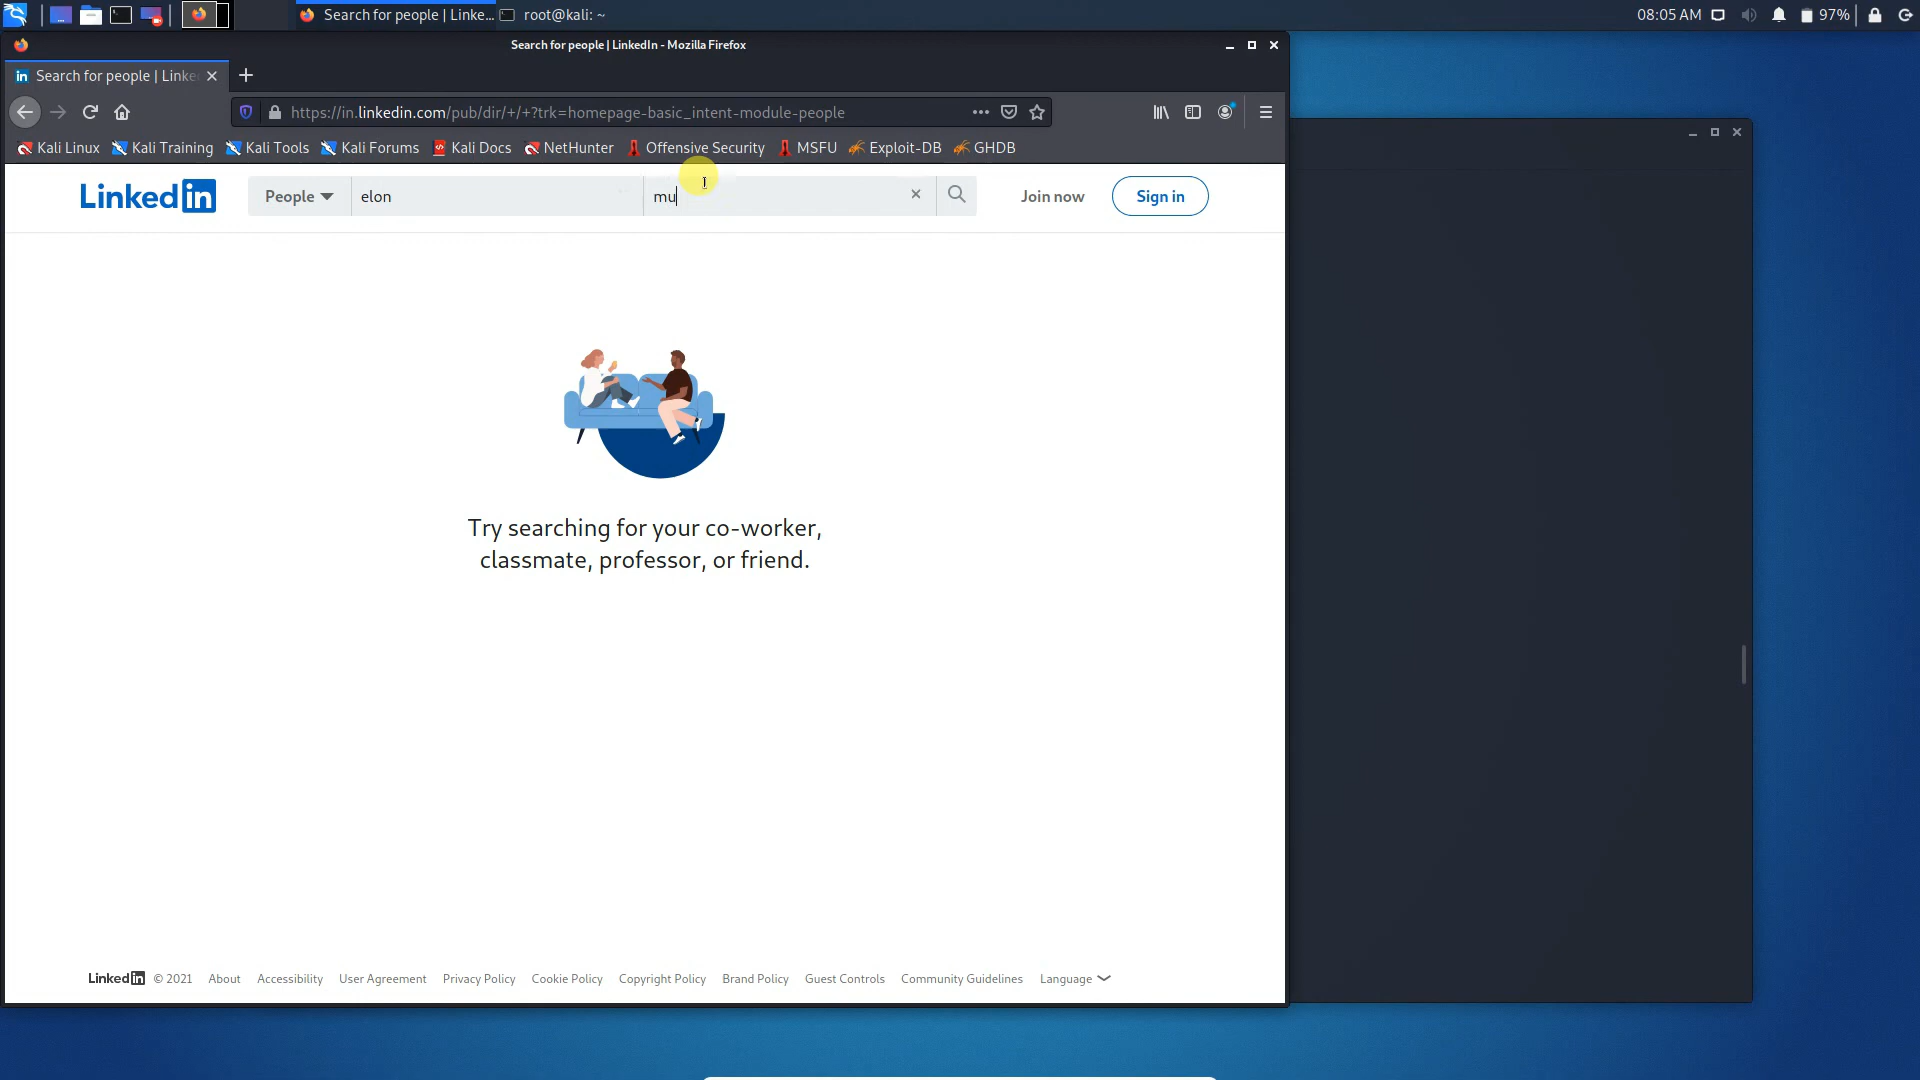 Search for people | Linke...
root@kali: ~
08:05 AM
97%
Search for people | LinkedIn - Mozilla Firefox
in Search for people | Linke
https://in.linkedin.com/pub/dir/+/+?trk=homepage-basic_intent-module-people
Kali Linux Kali Training Kali Tools Kali Forums Kali Docs NetHunter Offensive Security MSFU Exploit-DB GHDB
Linkedin People elon mu Join now Sign in
Try searching for your co-worker,
classmate, professor, or friend.
Linkedin © 2021 About Accessibility User Agreement Privacy Policy Cookie Policy Copyright Policy Brand Policy Guest Controls Community Guidelines Language